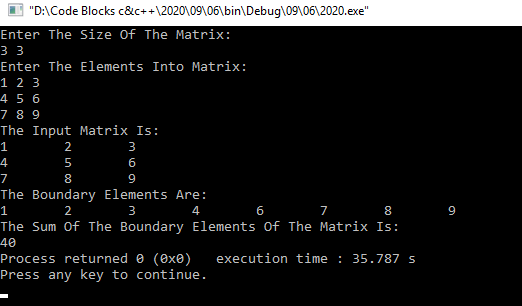 "D:\Code Blocks c&c++\2020\09\06\bin\Debug\09\06\2020.exe"
Enter The Size Of The Matrix:
3 3
Enter The Elements Into Matrix:
1 2 3
4 5 6
7 8 9
The Input Matrix Is:
1 2 3
4 5 6
7 8 9
The Boundary Elements Are:
1 2 3 4 6 7 8 9
The Sum Of The Boundary Elements Of The Matrix Is:
40
Process returned 0 (0x0) execution time : 35.787 s
Press any key to continue.